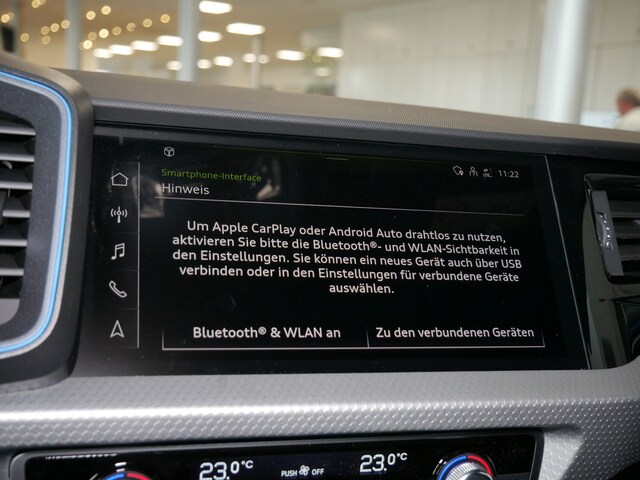 Smartphone-Interface
11:22
Hinweis
Um Apple CarPlay oder Android Auto drahtlos zu nutzen,
aktivieren Sie bitte die Bluetooth®- und WLAN-Sichtbarkeit in
den Einstellungen. Sie können ein neues Gerät auch über USB
verbinden oder in den Einstellungen für verbundene Geräte
auswählen.
Bluetooth® & WLAN an
Zu den verbundenen Geräten
23.0°C
PUSH OFF
23.0°C